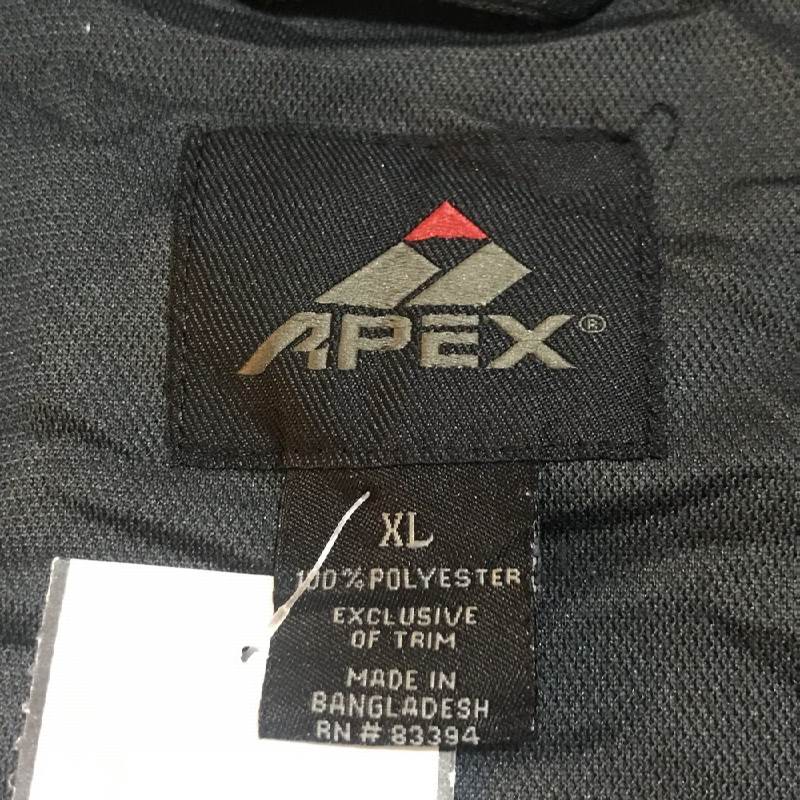 APEX®
XL
100% POLYESTER
EXCLUSIVE
OF TRIM
MADE IN
BANGLADESH
RN # 83394